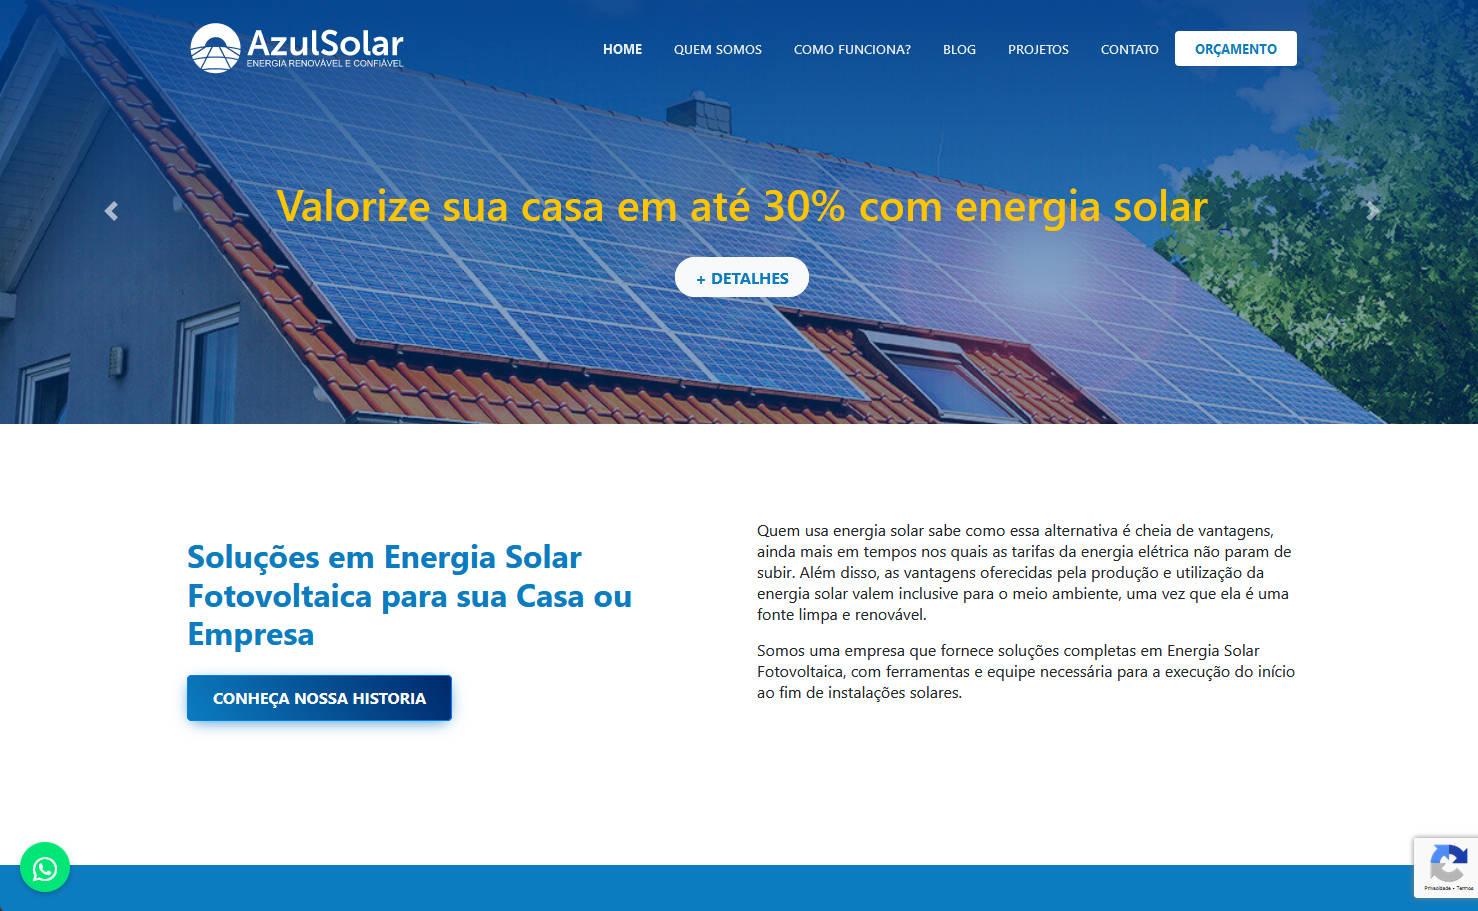 AzulSolar
ENERGIA RENOVÁVEL E CONFIÁVEL
HOME
QUEM SOMOS
COMO FUNCIONA?
BLOG
PROJETOS
CONTATO
ORÇAMENTO
Valorize sua casa em até 30% com energia solar
+ DETALHES
Soluções em Energia Solar
Fotovoltaica para sua Casa ou
Empresa
CONHEÇA NOSSA HISTORIA
Quem usa energia solar sabe como essa alternativa é cheia de vantagens,
ainda mais em tempos nos quais as tarifas da energia elétrica não param de
subir. Além disso, as vantagens oferecidas pela produção e utilização da
energia solar valem inclusive para o meio ambiente, uma vez que ela é uma
fonte limpa e renovável.
Somos uma empresa que fornece soluções completas em Energia Solar
Fotovoltaica, com ferramentas e equipe necessária para a execução do início
ao fim de instalações solares.
Privacidade • Termos